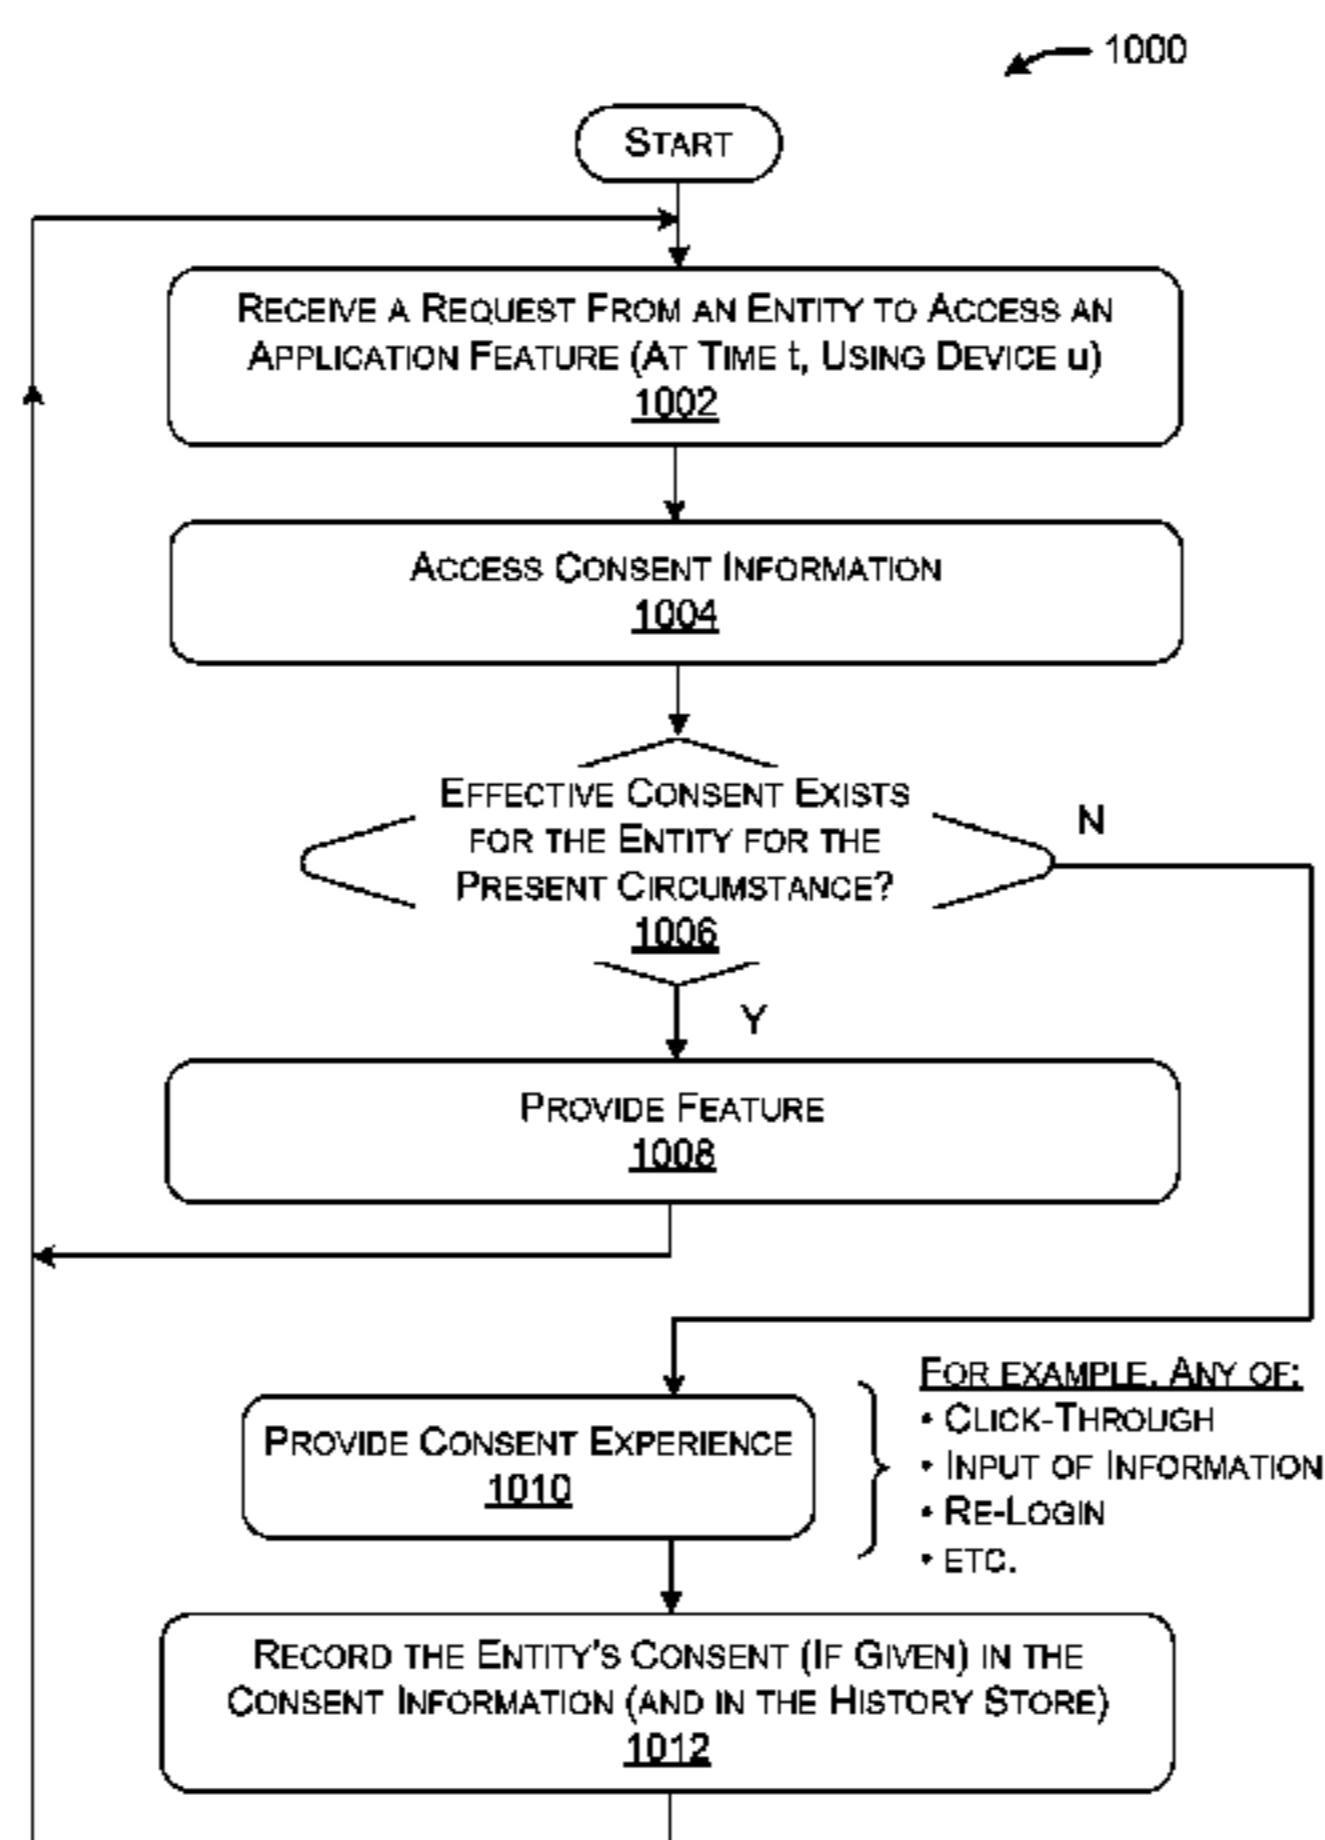 1000
START
RECEIVE A REQUEST FROM AN ENTITY TO ACCESS AN
APPLICATION FEATURE (AT TIME t, USING DEVICE u)
1002
ACCESS CONSENT INFORMATION
1004
EFFECTIVE CONSENT EXISTS
FOR THE ENTITY FOR THE
PRESENT CIRCUMSTANCE?
1006
N
Y
PROVIDE FEATURE
1008
PROVIDE CONSENT EXPERIENCE
1010
FOR EXAMPLE, ANY OF:
• CLICK-THROUGH
• INPUT OF INFORMATION
• RE-LOGIN
• ETC.
RECORD THE ENTITY'S CONSENT (IF GIVEN) IN THE
CONSENT INFORMATION (AND IN THE HISTORY STORE)
1012